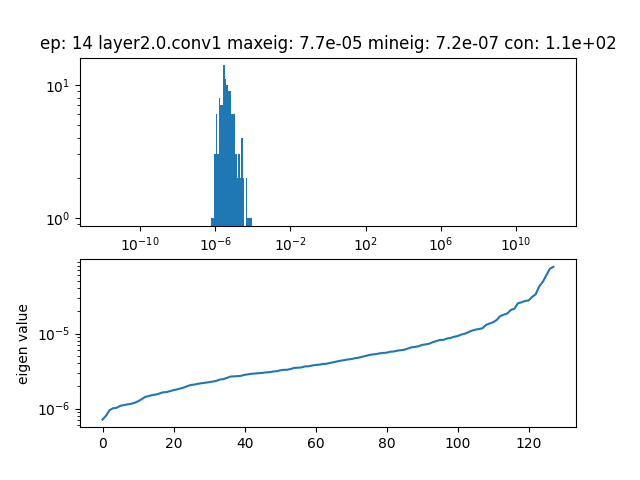 ep: 14 layer2.0.conv1 maxeig: 7.7e-05 mineig: 7.2e-07 con: 1.1e+02
10¹
10⁰
10⁻¹⁰ 10⁻⁶ 10⁻² 10² 10⁶ 10¹⁰
eigen value
10⁻⁵
10⁻⁶
0 20 40 60 80 100 120